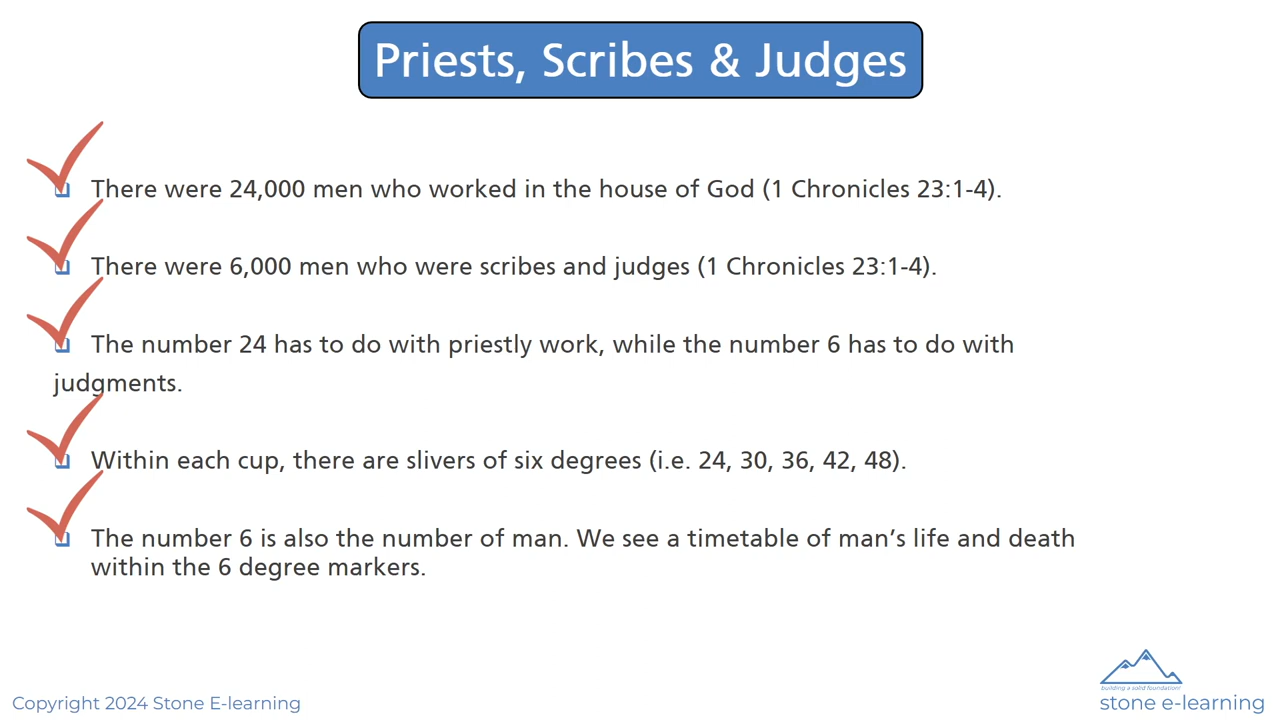 Priests, Scribes & Judges
There were 24,000 men who worked in the house of God (1 Chronicles 23:1-4).
There were 6,000 men who were scribes and judges (1 Chronicles 23:1-4).
The number 24 has to do with priestly work, while the number 6 has to do with
judgments.
Within each cup, there are slivers of six degrees (i.e. 24, 30, 36, 42, 48).
The number 6 is also the number of man. We see a timetable of man’s life and death
within the 6 degree markers.
building a solid foundation!
Copyright 2024 Stone E-learning
stone e-learning